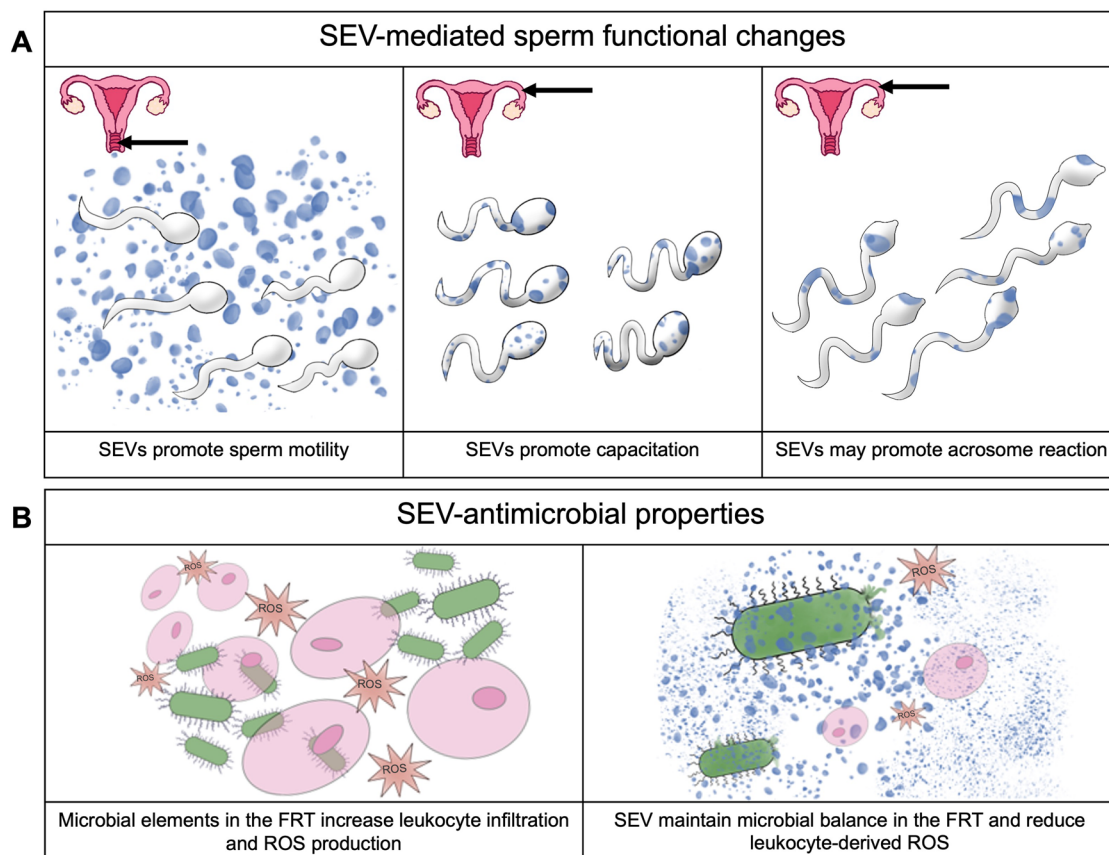 A
SEV-mediated sperm functional changes
SEVs promote sperm motility
SEVs promote capacitation
SEVs may promote acrosome reaction
B
SEV-antimicrobial properties
ROS
ROS
ROS
ROS
ROS
Microbial elements in the FRT increase leukocyte infiltration
and ROS production
ROS
ROS
SEV maintain microbial balance in the FRT and reduce
leukocyte-derived ROS